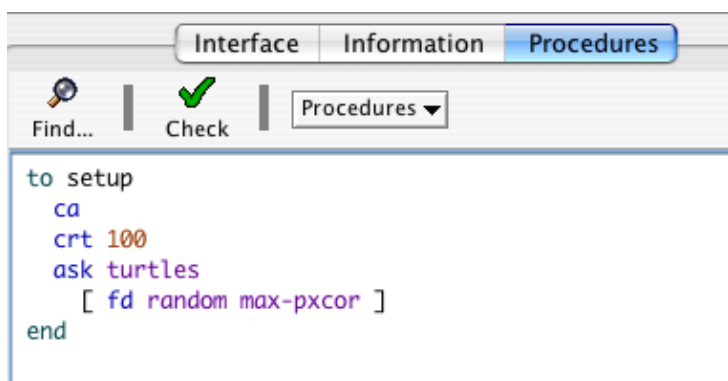 Interface Information Procedures
Find... Check Procedures
to setup
ca
crt 100
ask turtles
[ fd random max-pxcor ]
end